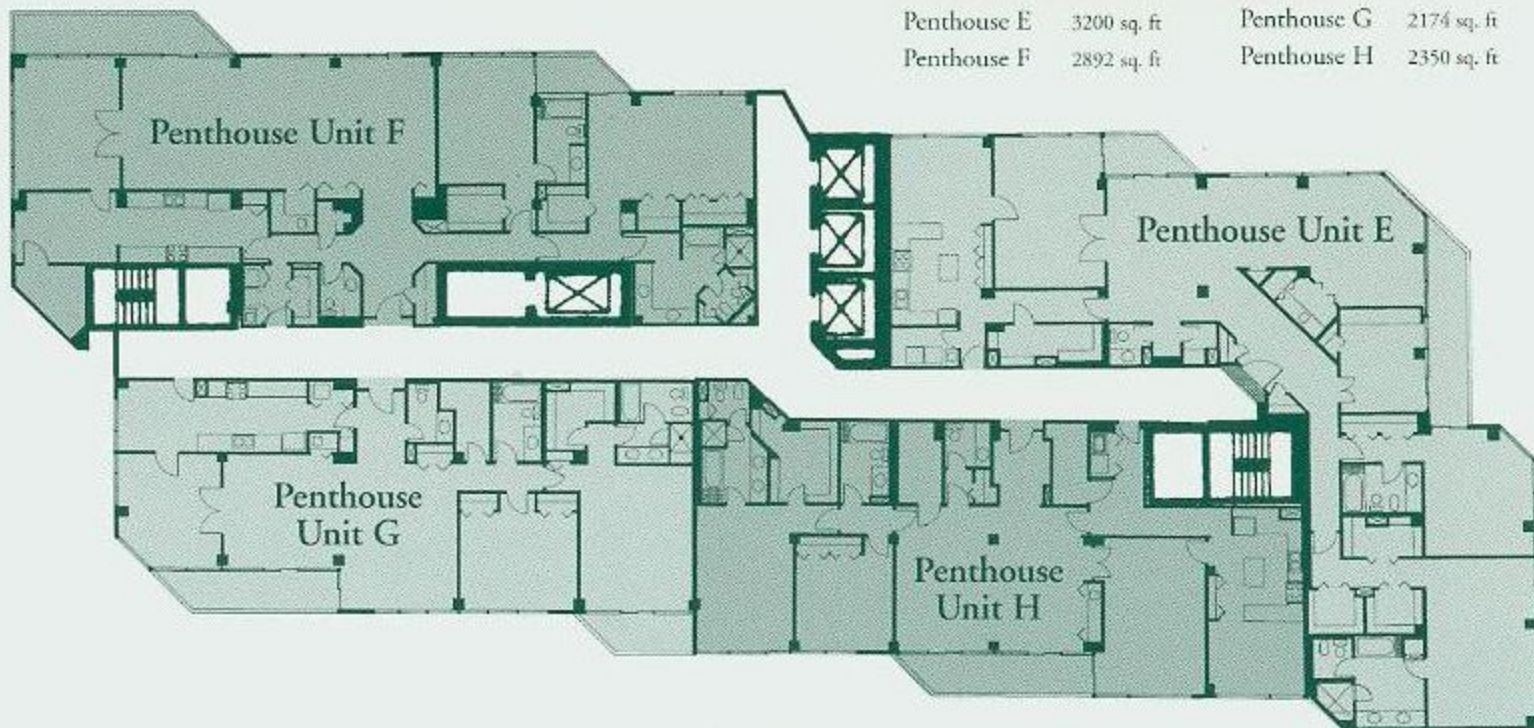 Penthouse E 3200 sq. ft Penthouse G 2174 sq. ft
Penthouse F 2892 sq. ft Penthouse H 2350 sq. ft
Penthouse Unit F
Penthouse Unit E
Penthouse
Unit G
Penthouse
Unit H